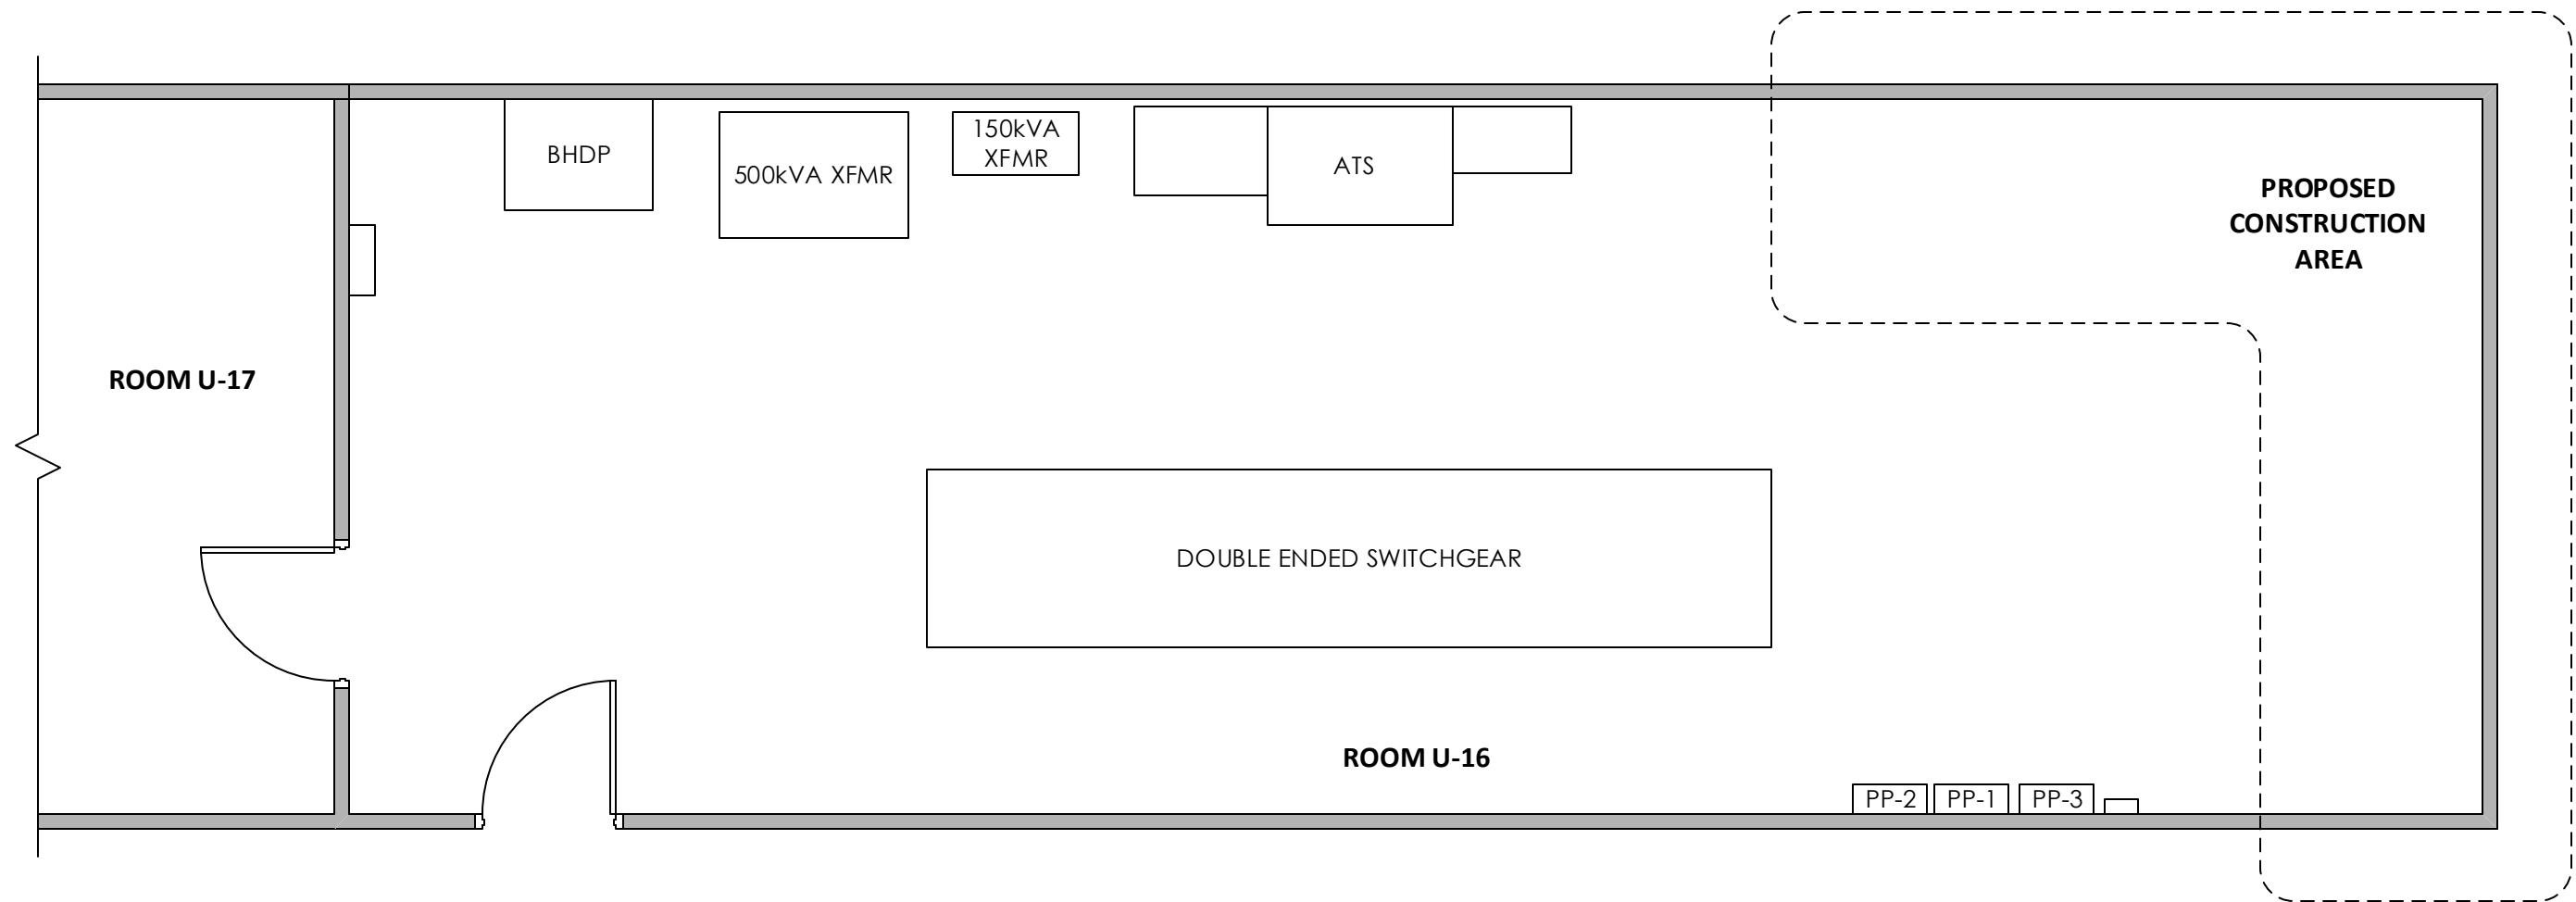 BHDP
500kVA XFMR
150kVA
XFMR
ATS
PROPOSED
CONSTRUCTION
AREA
ROOM U-17
DOUBLE ENDED SWITCHGEAR
ROOM U-16
PP-2
PP-1
PP-3